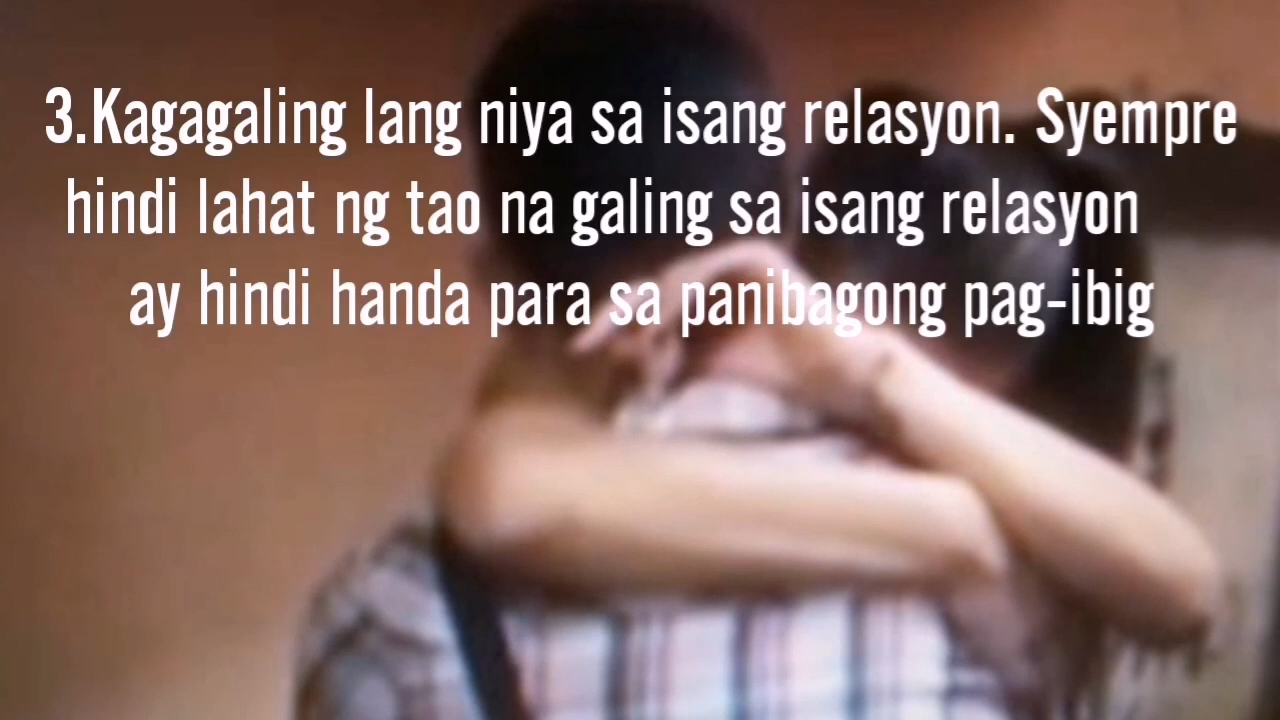 3.Kagagaling lang niya sa isang relasyon. Syempre
hindi lahat ng tao na galing sa isang relasyon
ay hindi handa para sa panibagong pag-ibig